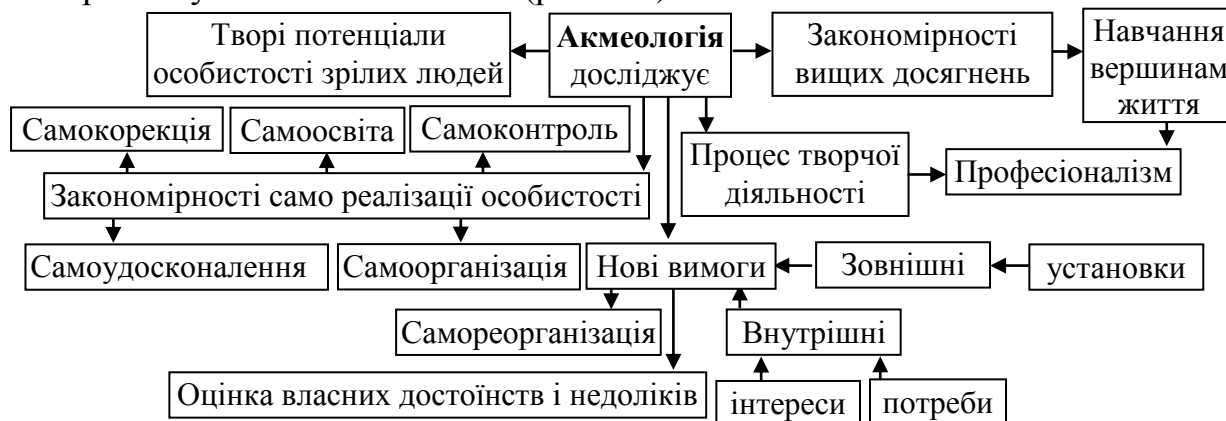 Творі потенціали
особистості зрілих людей
Акмеологія
досліджує
Закономірності
вищих досягнень
Навчання
вершинам
життя
Самокорекція
Самоосвіта
Самоконтроль
Процес творчої
діяльності
Професіоналізм
Закономірності само реалізації особистості
Самоудосконалення
Самоорганізація
Нові вимоги
Зовнішні
установки
Самореорганізація
Внутрішні
Оцінка власних достоїнств і недоліків
інтереси
потреби